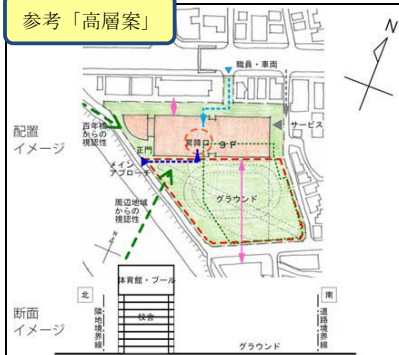 参考「高層案」
N
職員・車両
配置
イメージ
百年橋
からの
視認性
正門
昇降口
9F
サービス
メイン
アプローチ
周辺地域
からの
視認性
グラウンド
体育館・プール
北
南
断面
イメージ
隣地境界線
校舎
道路境界線
グラウンド